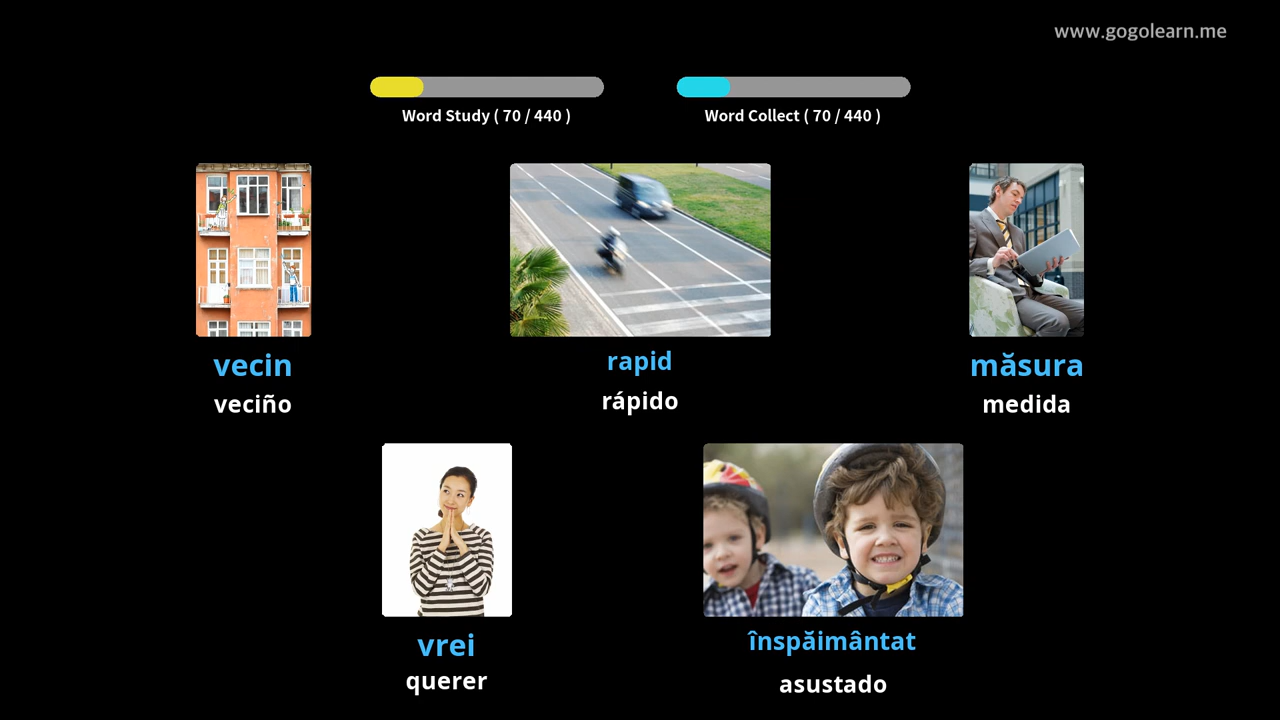 www.gogolearn.me
Word Study ( 70 / 440 )
Word Collect ( 70 / 440 )
vecin
veciño
rapid
rápido
măsura
medida
vrei
querer
înspăimântat
asustado